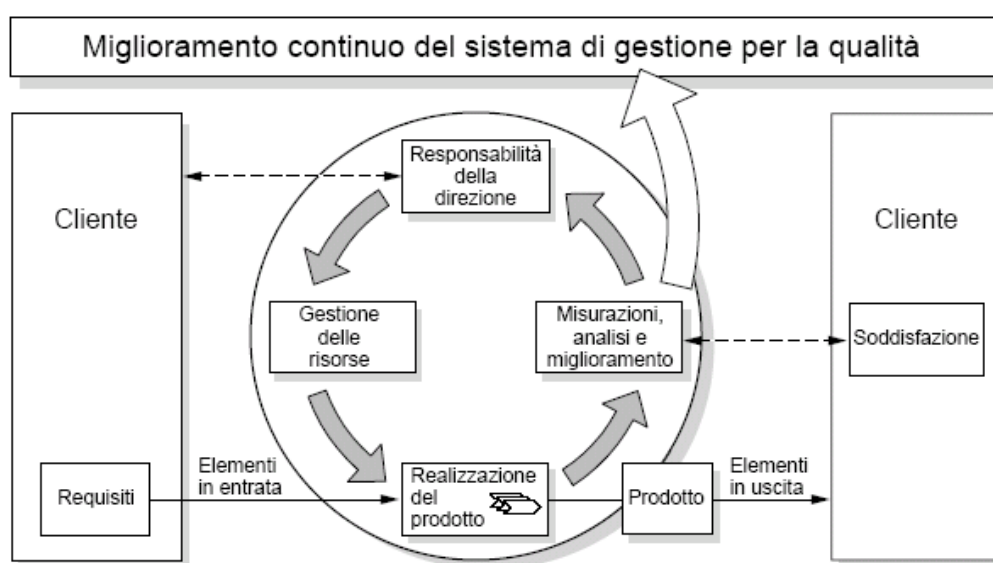 Miglioramento continuo del sistema di gestione per la qualità
Cliente
Responsabilità
della
direzione
Cliente
Gestione
delle
risorse
Misurazioni,
analisi e
miglioramento
Soddisfazione
Requisiti
Elementi
in entrata
Realizzazione
del
prodotto
Prodotto
Elementi
in uscita